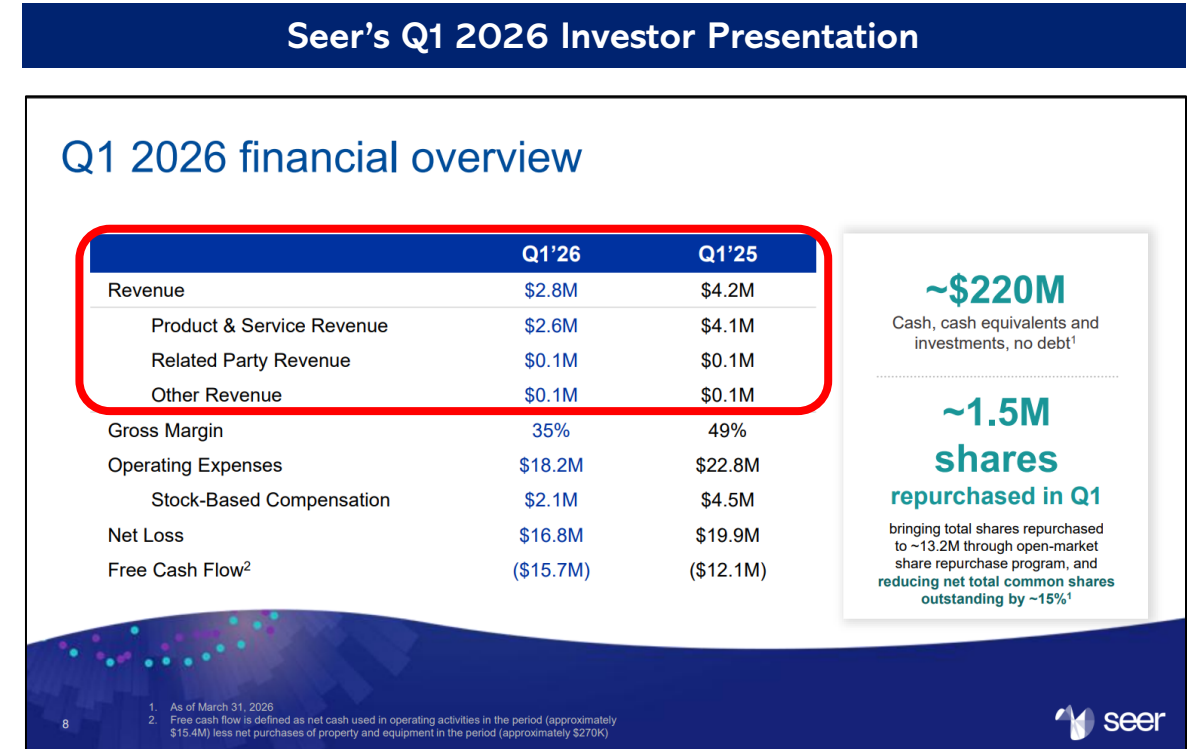 Seer’s Q1 2026 Investor Presentation
Q1 2026 financial overview
Q1’26 Q1’25
Revenue $2.8M $4.2M
Product & Service Revenue $2.6M $4.1M
Related Party Revenue $0.1M $0.1M
Other Revenue $0.1M $0.1M
Gross Margin 35% 49%
Operating Expenses $18.2M $22.8M
Stock-Based Compensation $2.1M $4.5M
Net Loss $16.8M $19.9M
Free Cash Flow2 ($15.7M) ($12.1M)
~$220M
Cash, cash equivalents and
investments, no debt1
~1.5M
shares
repurchased in Q1
bringing total shares repurchased
to ~13.2M through open-market
share repurchase program, and
reducing net total common shares
outstanding by ~15%1
1. As of March 31, 2026
2. Free cash flow is defined as net cash used in operating activities in the period (approximately
$15.4M) less net purchases of property and equipment in the period (approximately $270K)
8
seer